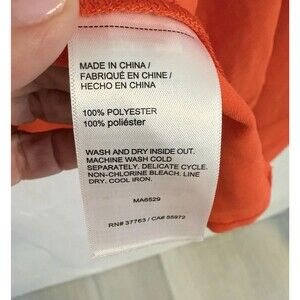 MADE IN CHINA /
FABRIQUÉ EN CHINE /
HECHO EN CHINA
100% POLYESTER
100% poliéster
WASH AND DRY INSIDE OUT.
MACHINE WASH COLD
SEPARATELY. DELICATE CYCLE.
NON-CHLORINE BLEACH. LINE
DRY. COOL IRON.
MA6529
RN# 37763 / CA# 55972